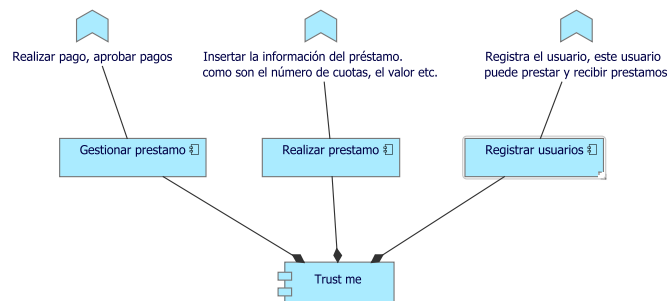 Realizar pago, aprobar pagos
Insertar la información del préstamo.
como son el número de cuotas, el valor etc.
Registra el usuario, este usuario
puede prestar y recibir prestamos
Gestionar prestamo
Realizar prestamo
Registrar usuarios
Trust me